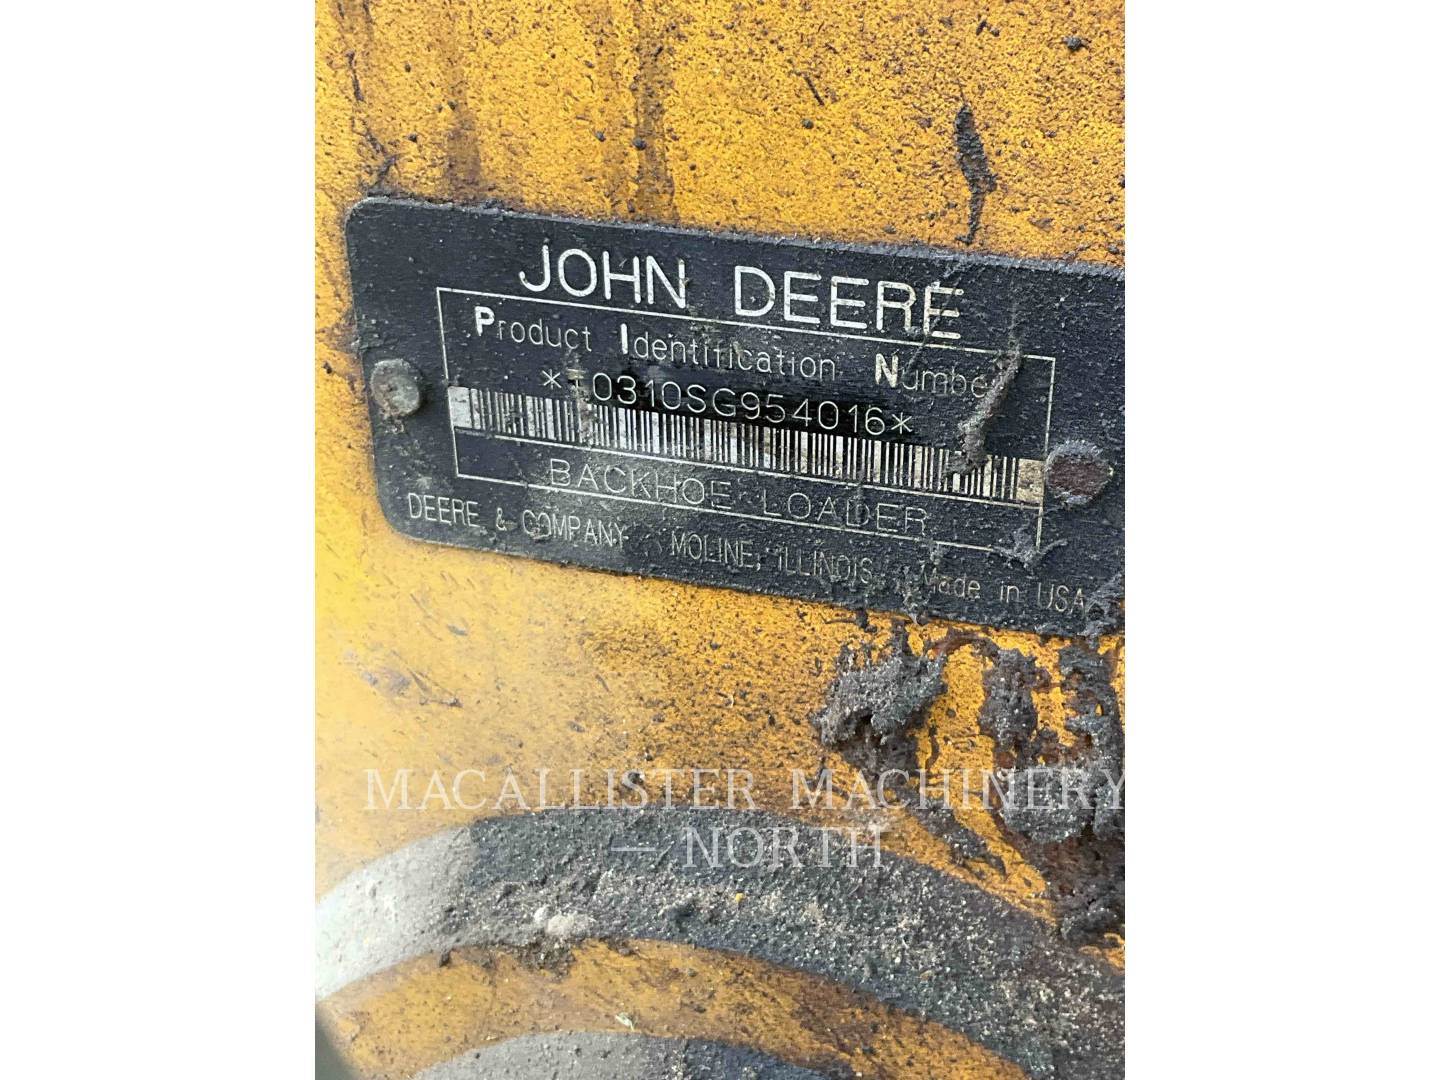 JOHN DEERE
Product Identification Number
*T0310SG954016*
BACKHOE LOADER
DEERE & COMPANY MOLINE, ILLINOIS Made in USA
MACALLISTER MACHINERY
— NORTH